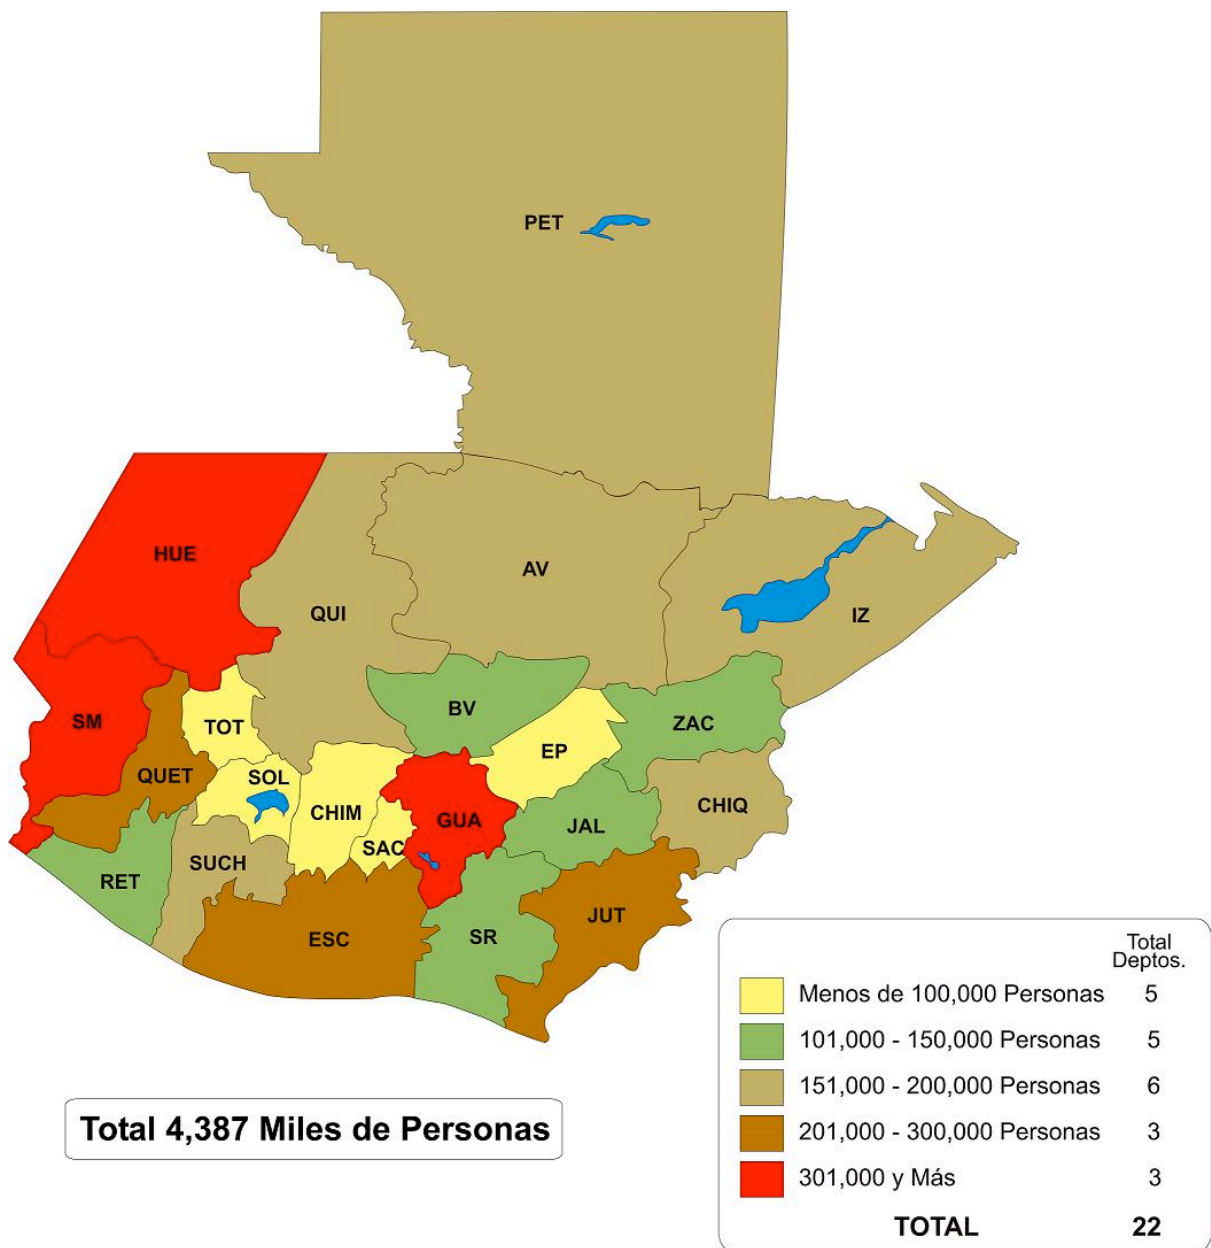 PET
HUE
AV
QUI
IZ
BV
SM
TOT
ZAC
EP
QUET
SOL
CHIQ
CHIM
GUA
JAL
SAC
SUCH
RET
JUT
SR
ESC
Total
Deptos.
Menos de 100,000 Personas 5
101,000 - 150,000 Personas 5
151,000 - 200,000 Personas 6
201,000 - 300,000 Personas 3
301,000 y Más 3
TOTAL 22
Total 4,387 Miles de Personas